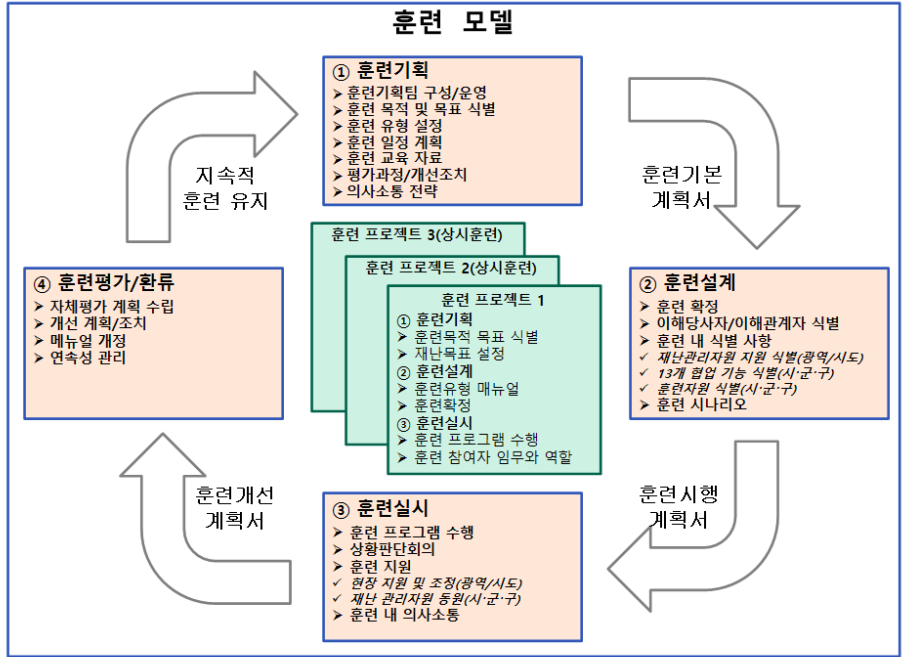 훈련 모델
① 훈련기획
➢ 훈련기획팀 구성/운영
➢ 훈련 목적 및 목표 식별
➢ 훈련 유형 설정
➢ 훈련 일정 계획
➢ 훈련 교육 자료
➢ 평가과정/개선조치
➢ 의사소통 전략
지속적
훈련 유지
훈련기본
계획서
훈련 프로젝트 3(상시훈련)
훈련 프로젝트 2(상시훈련)
훈련 프로젝트 1
① 훈련기획
➢ 훈련목적 목표 식별
➢ 재난목표 설정
② 훈련설계
➢ 훈련유형 매뉴얼
➢ 훈련확정
③ 훈련실시
➢ 훈련 프로그램 수행
➢ 훈련 참여자 임무와 역할
④ 훈련평가/환류
➢ 자체평가 계획 수립
➢ 개선 계획/조치
➢ 메뉴얼 개정
➢ 연속성 관리
② 훈련설계
➢ 훈련 확정
➢ 이해당사자/이해관계자 식별
➢ 훈련 내 식별 사항
✓ 재난관리자원 지원 식별(광역/시도)
✓ 13개 협업 기능 식별(시·군·구)
✓ 훈련자원 식별(시·군·구)
➢ 훈련 시나리오
훈련개선
계획서
훈련시행
계획서
③ 훈련실시
➢ 훈련 프로그램 수행
➢ 상황판단회의
➢ 훈련 지원
✓ 현장 지원 및 조정(광역/시도)
✓ 재난 관리자원 동원(시·군·구)
➢ 훈련 내 의사소통